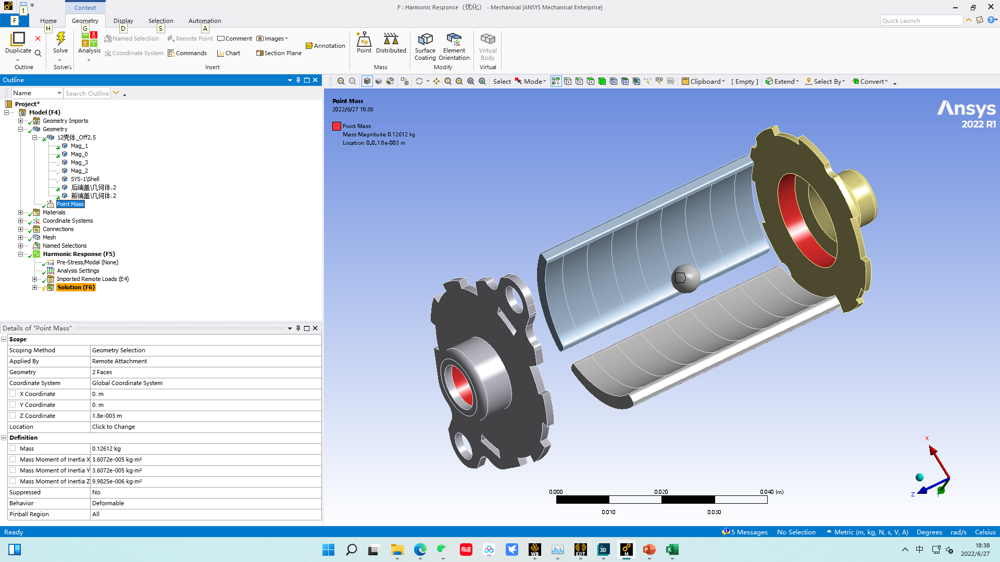 Context
F : Harmonic Response（优化） - Mechanical [ANSYS Mechanical Enterprise]
1
F
Home
Geometry
Display
Selection
Automation
H
G
D
S
A
Quick Launch
Duplicate
Solve
Analysis
Named Selection
Remote Point
Comment
Images
Coordinate System
Commands
Chart
Section Plane
Annotation
Point
Distributed
Surface Coating
Element Orientation
Virtual Body
Outline
Solve
Insert
Mass
Modify
Virtual
Outline
Name
Search Outline
Select
Mode
Clipboard
[ Empty ]
Extend
Select By
Convert
Project*
Model (F4)
Geometry Imports
Geometry
12壳体_Off2.5
Mag_1
Mag_0
Mag_3
Mag_2
SYS-1\Shell
后端盖\几何体.2
前端盖\几何体.2
Point Mass
Materials
Coordinate Systems
Connections
Mesh
Named Selections
Harmonic Response (F5)
Pre-Stress/Modal (None)
Analysis Settings
Imported Remote Loads (E4)
Solution (F6)
Point Mass
2022/6/27 18:38
Point Mass
Mass Magnitude: 0.12612 kg
Location: 0,0,1.8e-003 m
Ansys
2022 R1
Details of "Point Mass"
Scope
Scoping Method Geometry Selection
Applied By Remote Attachment
Geometry 2 Faces
Coordinate System Global Coordinate System
X Coordinate 0. m
Y Coordinate 0. m
Z Coordinate 1.8e-003 m
Location Click to Change
Definition
Mass 0.12612 kg
Mass Moment of Inertia X 3.6072e-005 kg·m²
Mass Moment of Inertia Y 3.6072e-005 kg·m²
Mass Moment of Inertia Z 9.9825e-006 kg·m²
Suppressed No
Behavior Deformable
Pinball Region All
0.000 0.020 0.040 (m)
0.010 0.030
X
Z
Y
Ready
5 Messages
No Selection
Metric (m, kg, N, s, V, A)
Degrees
rad/s
Celsius
有道
WB
EDT
3D
M
P
X
中
18:38
2022/6/27